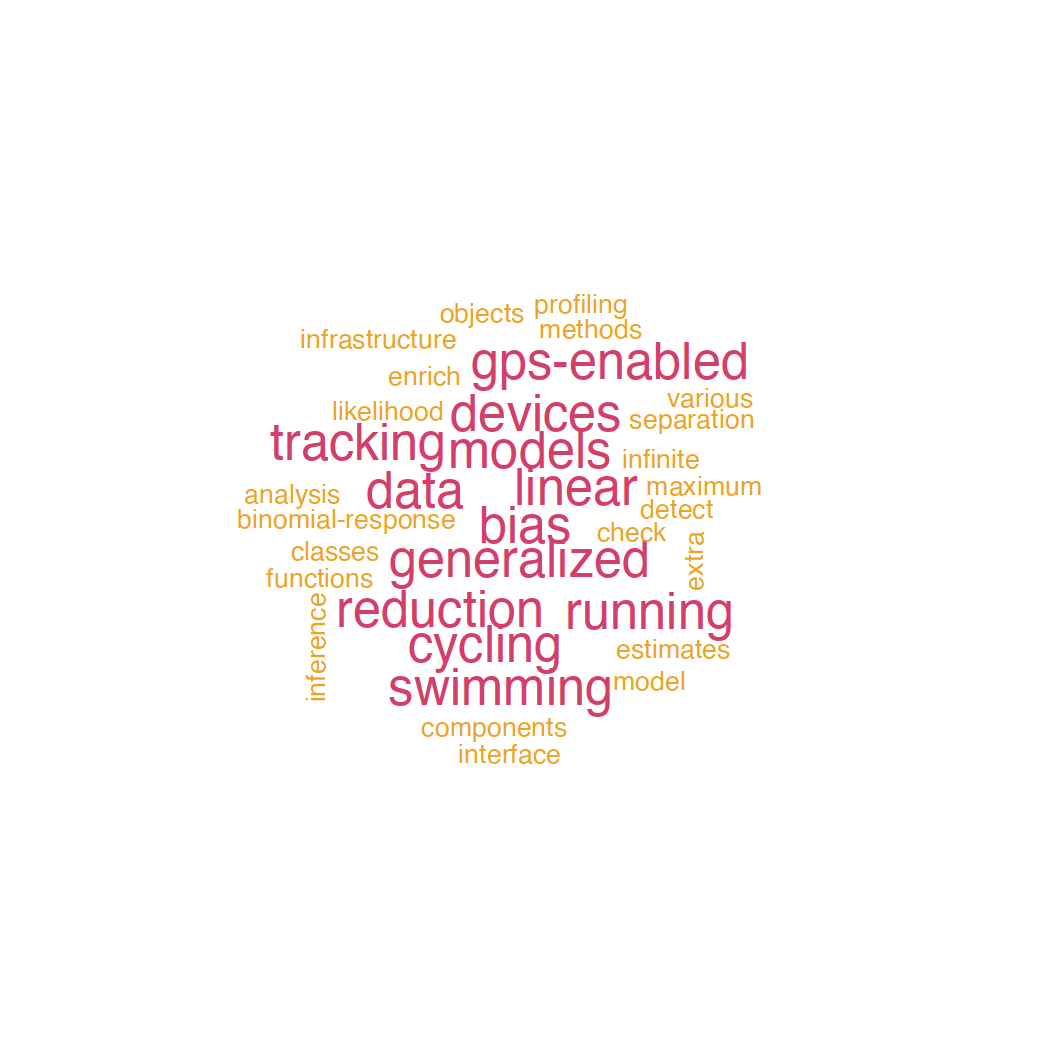 profiling
objects
methods
infrastructure
gps-enabled
enrich
various
likelihood
devices
separation
tracking
models
infinite
linear
maximum
data
analysis
detect
binomial-response
bias
check
classes
generalized
extra
functions
reduction
running
inference
cycling
estimates
swimming
model
components
interface